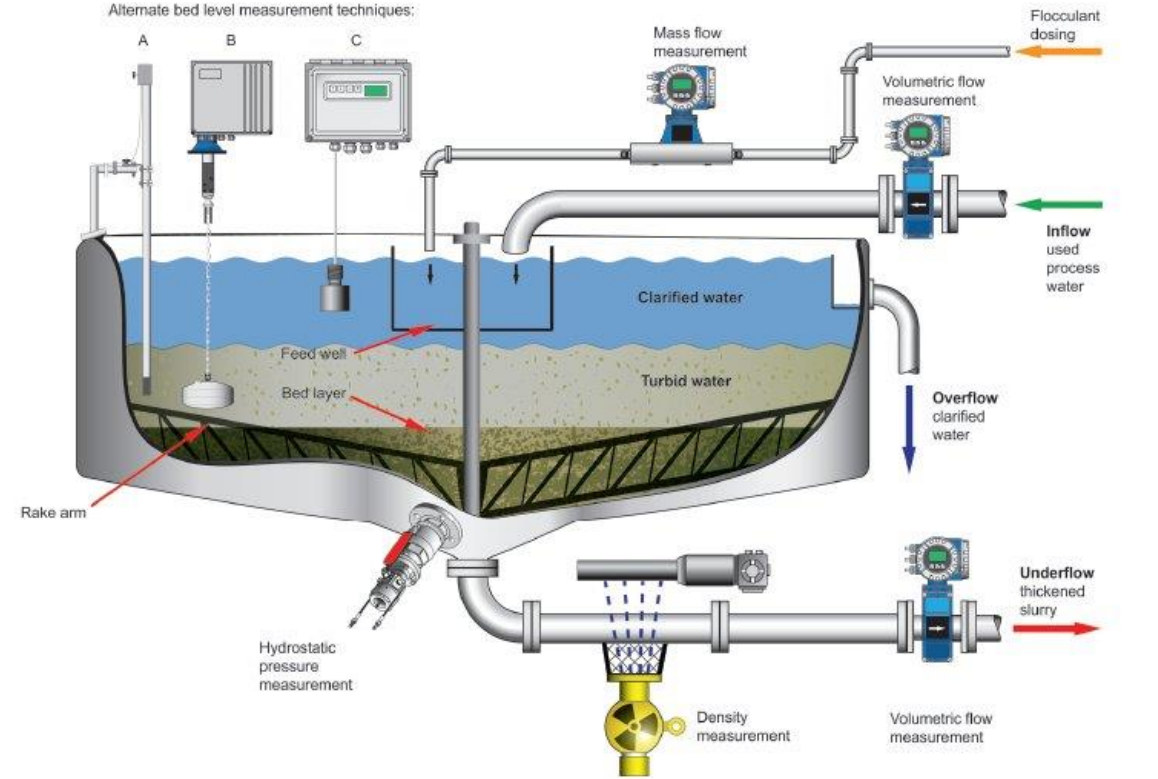 Alternate bed level measurement techniques:
A
B
C
Mass flow
measurement
Flocculant
dosing
Volumetric flow
measurement
Inflow
used
process
water
Clarified water
Feed well
Turbid water
Bed layer
Overflow
clarified
water
Rake arm
Underflow
thickened
slurry
Hydrostatic
pressure
measurement
Density
measurement
Volumetric flow
measurement